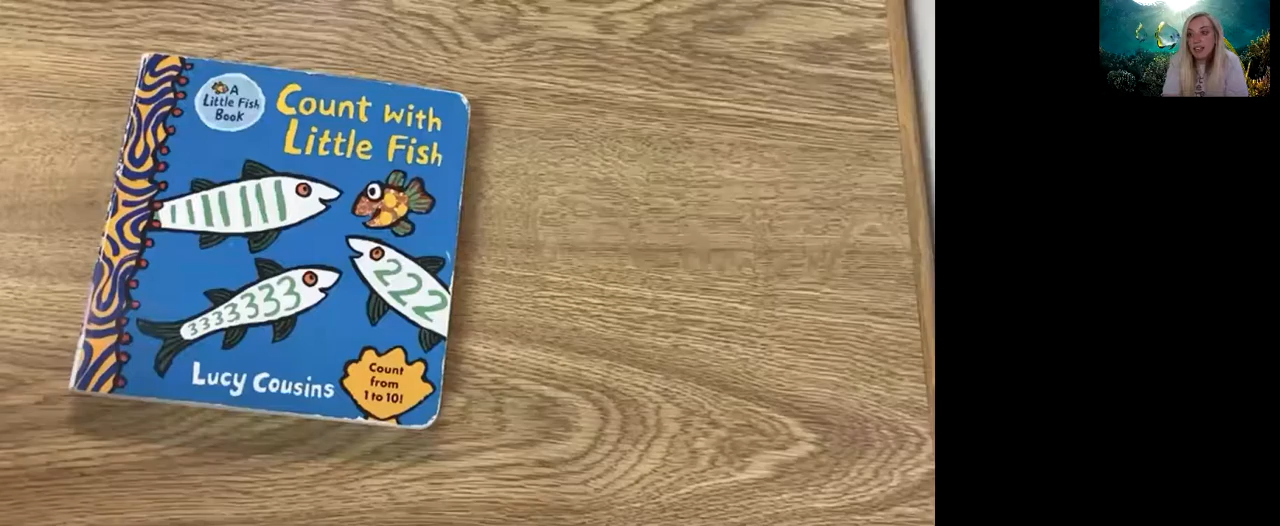 A
Little Fish
Book
Count with
Little Fish
222
3333333
Lucy Cousins
Count
from
1 to 10!